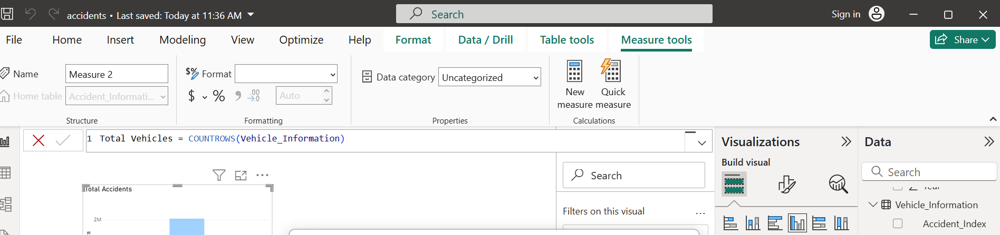 accidents • Last saved: Today at 11:36 AM
Search
Sign in
File Home Insert Modeling View Optimize Help Format Data / Drill Table tools Measure tools
Share
Name Measure 2
Home table Accident_Informati...
Structure
$% Format
$ % , .00 →.0 Auto
Formatting
Data category Uncategorized
Properties
New measure
Quick measure
Calculations
1 Total Vehicles = COUNTROWS(Vehicle_Information)
Total Accidents
2M
Search
Filters on this visual ...
Visualizations
Build visual
Data
Search
Year
Vehicle_Information
Accident_Index